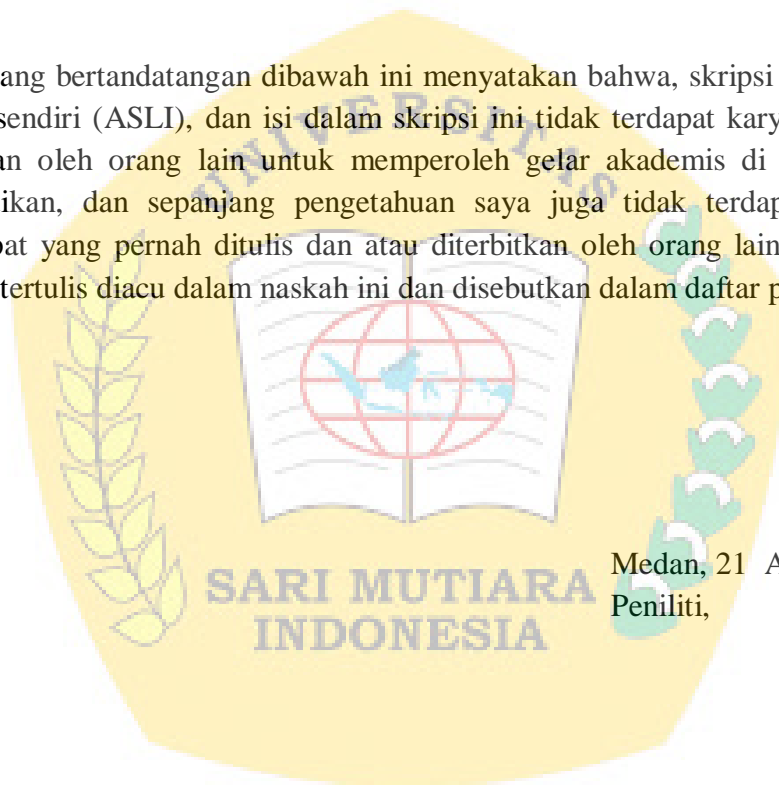 ang bertandatangan dibawah ini menyatakan bahwa, skripsi
sendiri (ASLI), dan isi dalam skripsi ini tidak terdapat kary
an oleh orang lain untuk memperoleh gelar akademis di
ikan, dan sepanjang pengetahuan saya juga tidak terdap
pat yang pernah ditulis dan atau diterbitkan oleh orang lain
tertulis diacu dalam naskah ini dan disebutkan dalam daftar p
UNIVERSITAS
SARI MUTIARA
INDONESIA
Medan, 21 A
Peniliti,